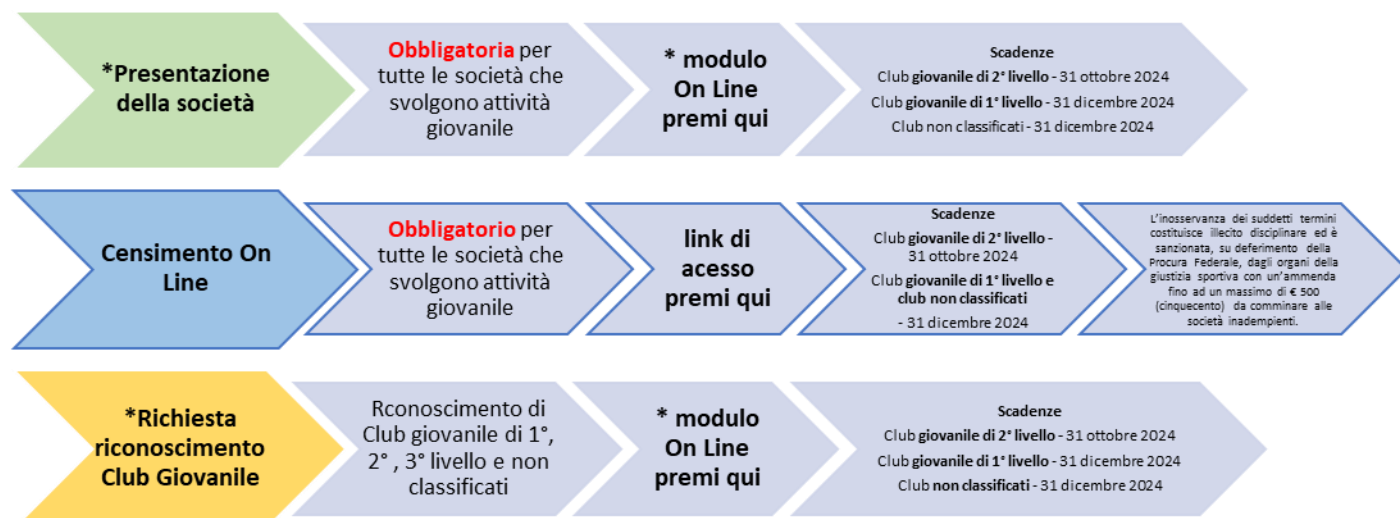 *Presentazione
della società
Obbligatoria per
tutte le società che
svolgono attività
giovanile
* modulo
On Line
premi qui
Scadenze
Club giovanile di 2° livello - 31 ottobre 2024
Club giovanile di 1° livello - 31 dicembre 2024
Club non classificati - 31 dicembre 2024
Censimento On
Line
Obbligatorio per
tutte le società che
svolgono attività
giovanile
link di
acesso
premi qui
Scadenze
Club giovanile di 2° livello -
31 ottobre 2024
Club giovanile di 1° livello e
club non classificati
- 31 dicembre 2024
L'inosservanza dei suddetti termini
costituisce illecito disciplinare ed è
sanzionata, su deferimento della
Procura Federale, dagli organi della
giustizia sportiva con un'ammenda
fino ad un massimo di € 500
(cinquecento) da comminare alle
società inadempienti.
*Richiesta
riconoscimento
Club Giovanile
Rconoscimento di
Club giovanile di 1°,
2° , 3° livello e non
classificati
* modulo
On Line
premi qui
Scadenze
Club giovanile di 2° livello - 31 ottobre 2024
Club giovanile di 1° livello - 31 dicembre 2024
Club non classificati - 31 dicembre 2024